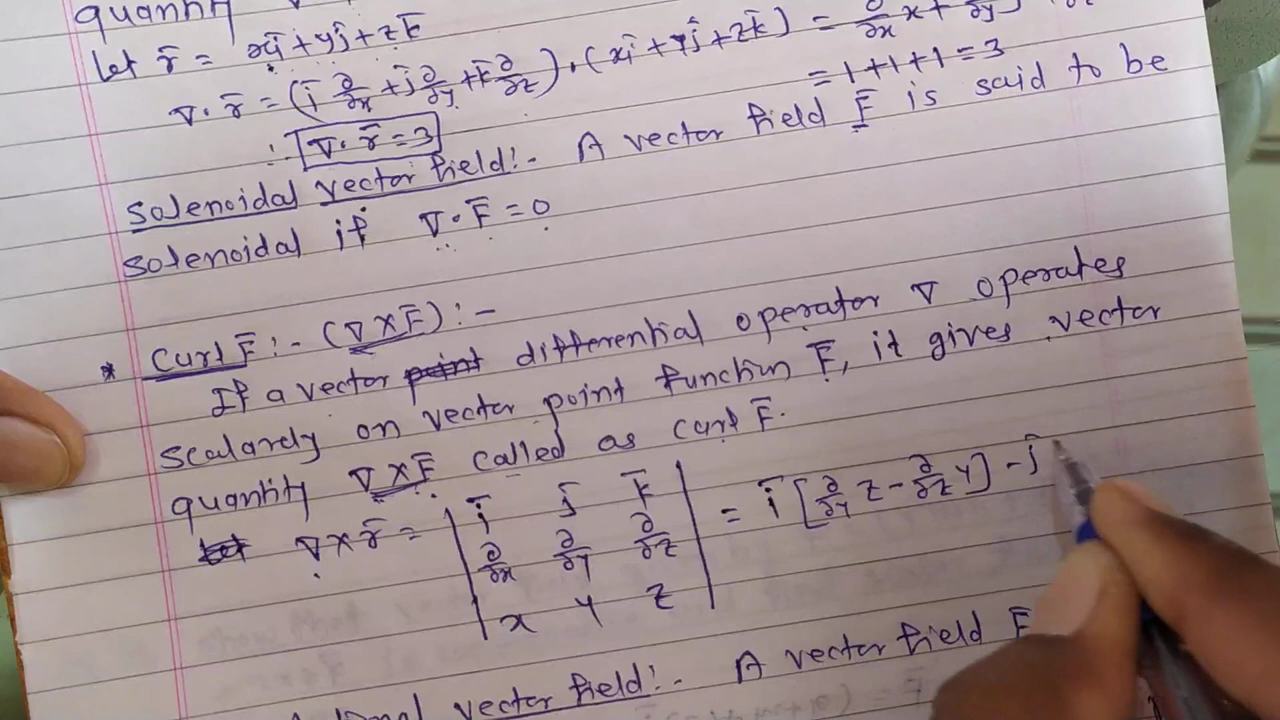 quantity
Let r̄ = xī + yj̄ + zk̄
∇ · r̄ = (ī ∂/∂x + j̄ ∂/∂y + k̄ ∂/∂z) · (xī + yj̄ + zk̄) = ∂/∂x x +
= 1+1+1 = 3
∴ ∇ · r̄ = 3
Solenoidal vector field:- A vector field F̄ is said to be
solenoidal if ∇ · F̄ = 0
* Curl F̄:- (∇ × F̄):-
If a vector point differential operator ∇ operates
scalarely on vector point function F̄, it gives vector
quantity ∇ × F̄ called as curl F̄.
Let ∇ × r̄ = | ī j̄ k̄ | = ī [∂/∂y z - ∂/∂z y] - j̄
∂/∂x ∂/∂y ∂/∂z
x y z
vector field:- A vector field F̄